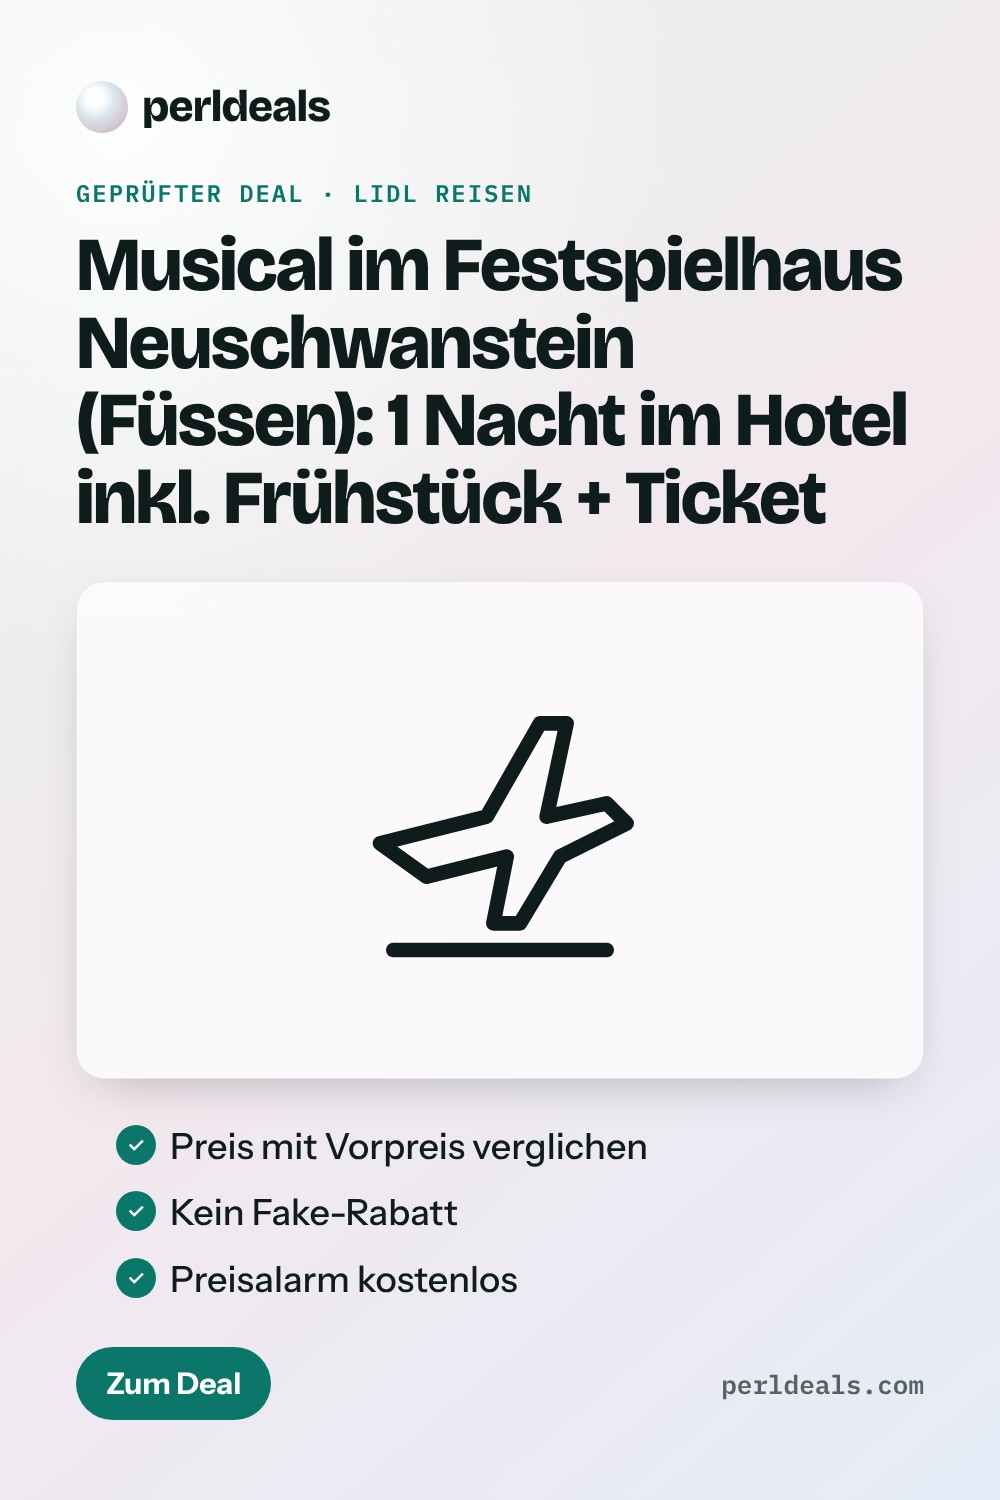 perldeals
GEPRÜFTER DEAL · LIDL REISEN
Musical im Festspielhaus
Neuschwanstein
(Füssen): 1 Nacht im Hotel
inkl. Frühstück + Ticket
Preis mit Vorpreis verglichen
Kein Fake-Rabatt
Preisalarm kostenlos
Zum Deal
perldeals.com